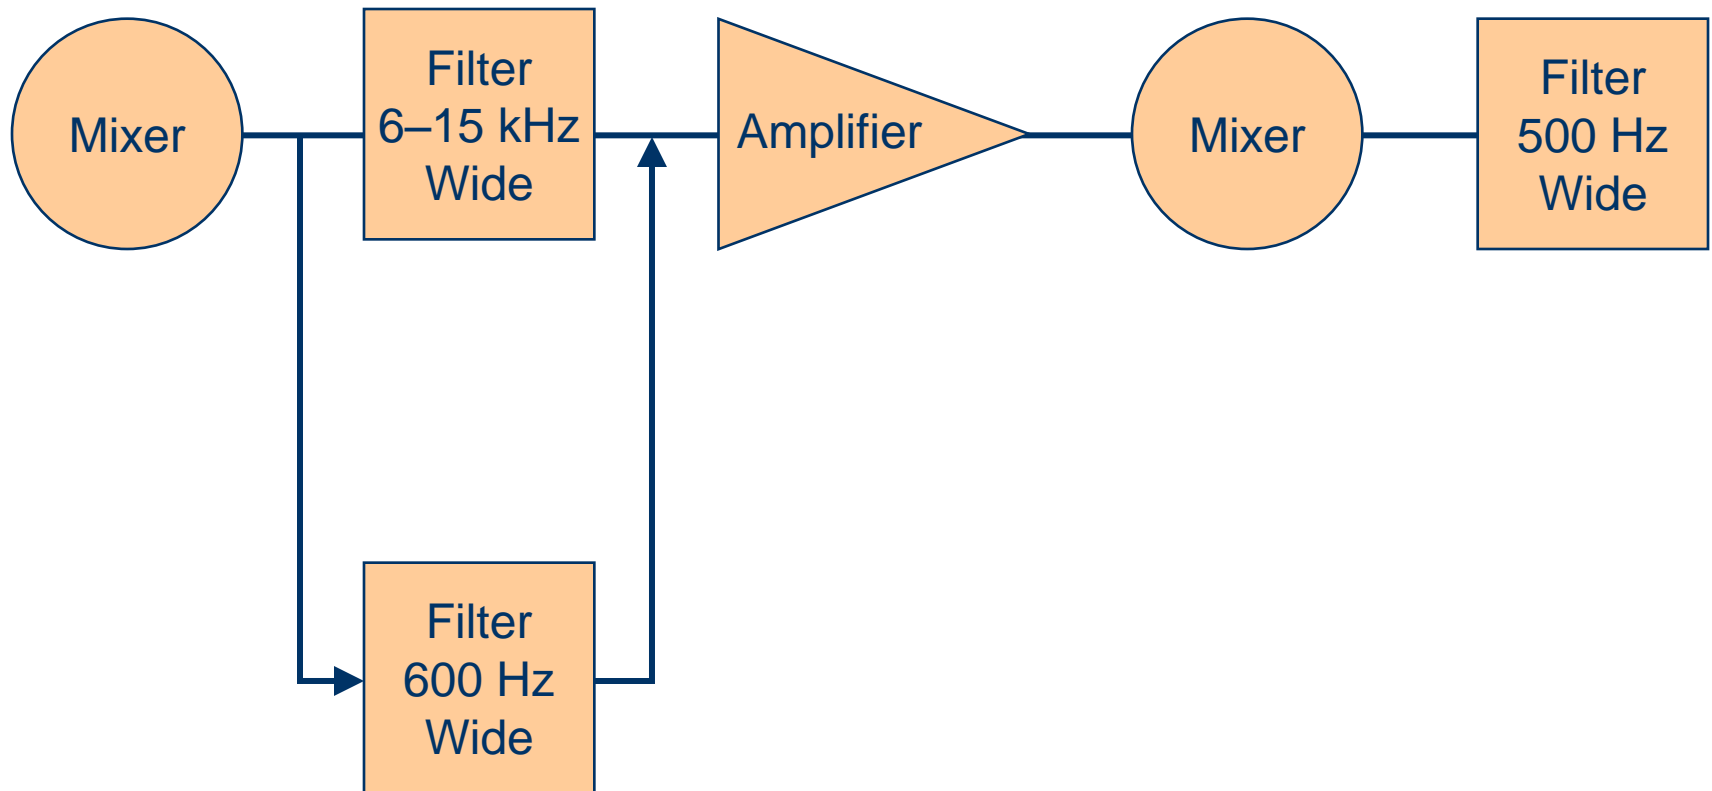 Mixer
Filter
6–15 kHz
Wide
Amplifier
Mixer
Filter
500 Hz
Wide
Filter
600 Hz
Wide